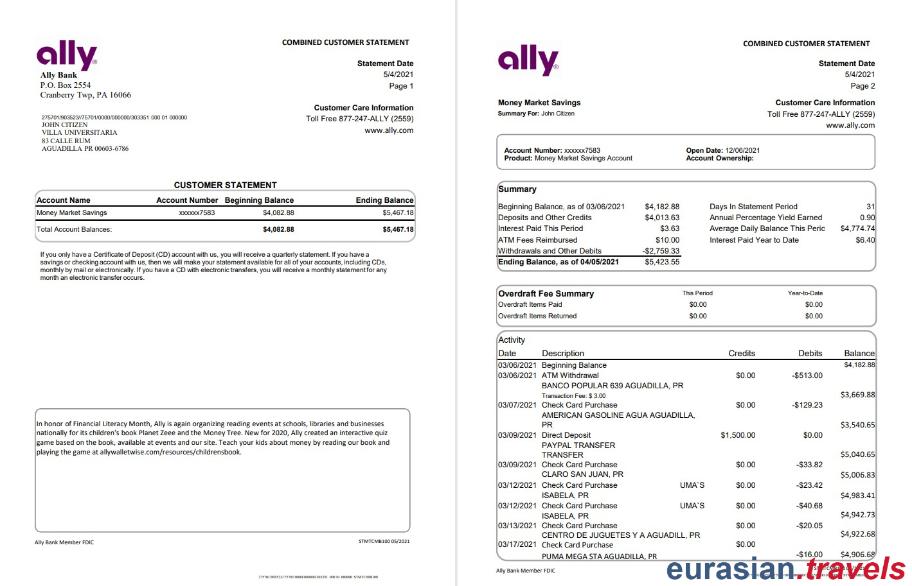 ally
Ally Bank
P.O. Box 2554
Cranberry Twp, PA 16066
COMBINED CUSTOMER STATEMENT
Statement Date
5/4/2021
Page 1
Customer Care Information
Toll Free 877-247-ALLY (2559)
www.ally.com
JOHN CITIZEN
VILLA UNIVERSITARIA
83 CALLE RUM
AGUADILLA PR 00603-6786
CUSTOMER STATEMENT
Account Name Account Number Beginning Balance Ending Balance
Money Market Savings xxxxxx7583 $4,082.88 $5,467.18
Total Account Balances: $4,082.88 $5,467.18
If you only have a Certificate of Deposit (CD) account with us, you will receive a quarterly statement. If you have a
savings or checking account with us, then we will make your statement available for all of your accounts, including CDs,
monthly by mail or electronically. If you have a CD with electronic transfers, you will receive a monthly statement for any
month an electronic transfer occurs.
In honor of Financial Literacy Month, Ally is again organizing reading events at schools, libraries and businesses
nationally for its children's book Planet Zeee and the Money Tree. New for 2020, Ally created an interactive quiz
game based on the book, available at events and our site. Teach your kids about money by reading our book and
playing the game at allywalletwise.com/resources/childrensbook.
Ally Bank Member FDIC STMTCMB100 05/2021
ally
COMBINED CUSTOMER STATEMENT
Statement Date
5/4/2021
Page 2
Money Market Savings
Summary For: John Citizen
Customer Care Information
Toll Free 877-247-ALLY (2559)
www.ally.com
Account Number: xxxxxx7583 Open Date: 12/06/2021
Product: Money Market Savings Account Account Ownership:
Summary
Beginning Balance, as of 03/06/2021 $4,182.88 Days In Statement Period 31
Deposits and Other Credits $4,013.63 Annual Percentage Yield Earned 0.90
Interest Paid This Period $3.63 Average Daily Balance This Peric $4,774.74
ATM Fees Reimbursed $10.00 Interest Paid Year to Date $6.40
Withdrawals and Other Debits -$2,759.33
Ending Balance, as of 04/05/2021 $5,423.55
Overdraft Fee Summary This Period Year-to-Date
Overdraft Items Paid $0.00 $0.00
Overdraft Items Returned $0.00 $0.00
Activity
Date Description Credits Debits Balance
03/06/2021 Beginning Balance $4,182.88
03/06/2021 ATM Withdrawal $0.00 -$513.00
BANCO POPULAR 639 AGUADILLA, PR
Transaction Fee: $ 3.00 $3,669.88
03/07/2021 Check Card Purchase $0.00 -$129.23
AMERICAN GASOLINE AGUA AGUADILLA,
PR $3,540.65
03/09/2021 Direct Deposit $1,500.00 $0.00
PAYPAL TRANSFER
TRANSFER $5,040.65
03/09/2021 Check Card Purchase $0.00 -$33.82
CLARO SAN JUAN, PR $5,006.83
03/12/2021 Check Card Purchase UMA`S $0.00 -$23.42
ISABELA, PR $4,983.41
03/12/2021 Check Card Purchase UMA`S $0.00 -$40.68
ISABELA, PR $4,942.73
03/13/2021 Check Card Purchase $0.00 -$20.05
CENTRO DE JUGUETES Y A AGUADILL, PR $4,922.68
03/17/2021 Check Card Purchase $0.00
PUMA MEGA STA AGUADILLA, PR -$16.00 $4,906.68
Ally Bank Member FDIC
eurasian.travels